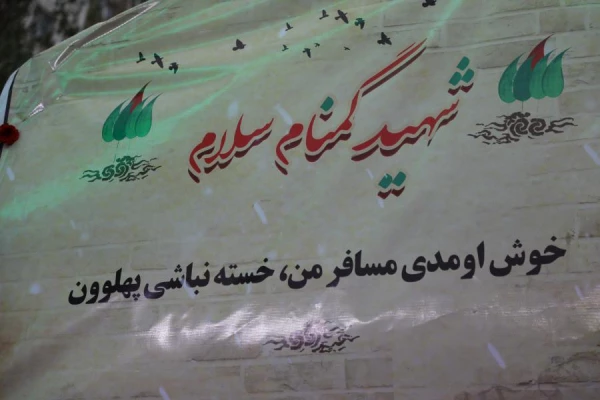 شهید گمنام سلام
خوش اومدی مسافر من، خسته نباشی پهلوون